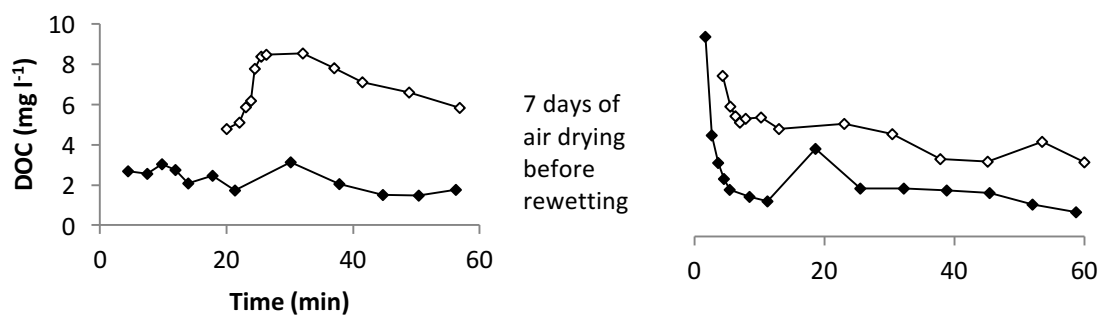 DOC (mg l-1)
10
8
6
4
2
0
0 20 40 60
Time (min)
7 days of
air drying
before
rewetting
0 20 40 60